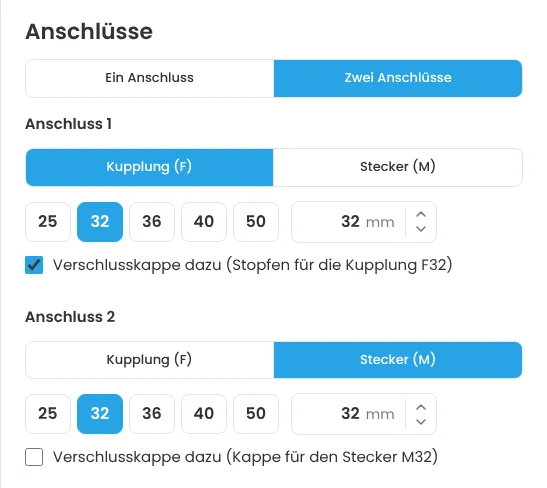 Anschlüsse
Ein Anschluss Zwei Anschlüsse
Anschluss 1
Kupplung (F) Stecker (M)
25 32 36 40 50 32 mm
Verschlusskappe dazu (Stopfen für die Kupplung F32)
Anschluss 2
Kupplung (F) Stecker (M)
25 32 36 40 50 32 mm
Verschlusskappe dazu (Kappe für den Stecker M32)